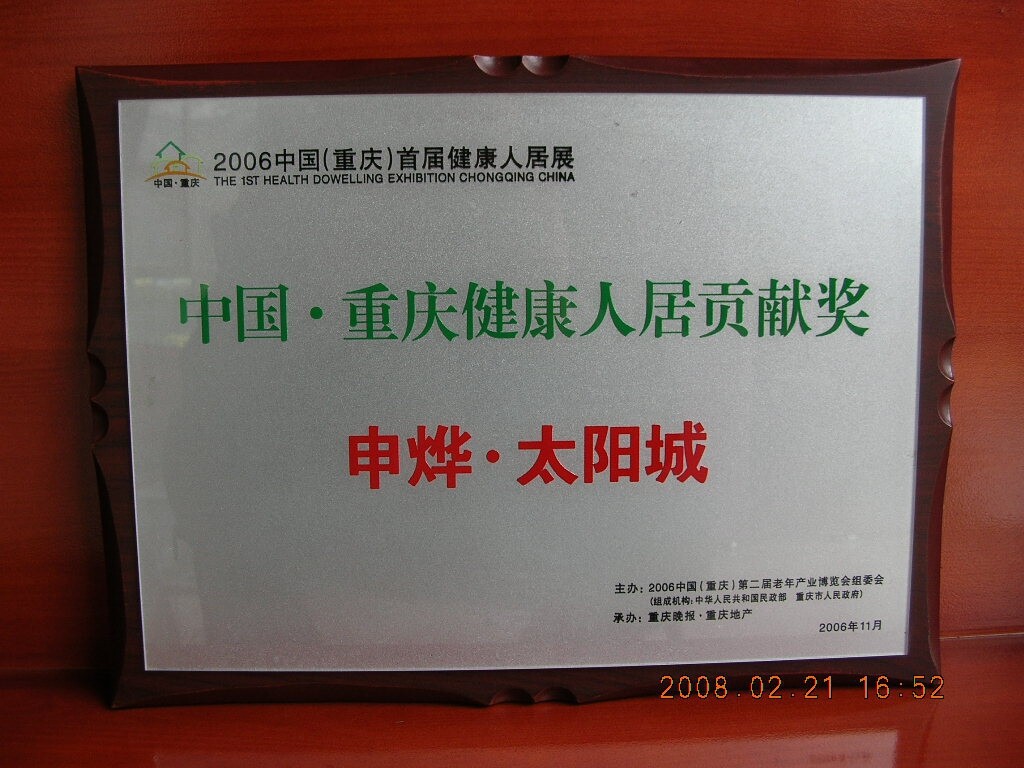 中国·重庆
2006中国(重庆)首届健康人居展
THE 1ST HEALTH DOWELLING EXHIBITION CHONGQING CHINA
中国·重庆健康人居贡献奖
申烨·太阳城
主办: 2006中国(重庆)第二届老年产业博览会组委会
(组成机构:中华人民共和国民政部 重庆市人民政府)
承办: 重庆晚报·重庆地产
2006年11月
2008.02.21 16:52